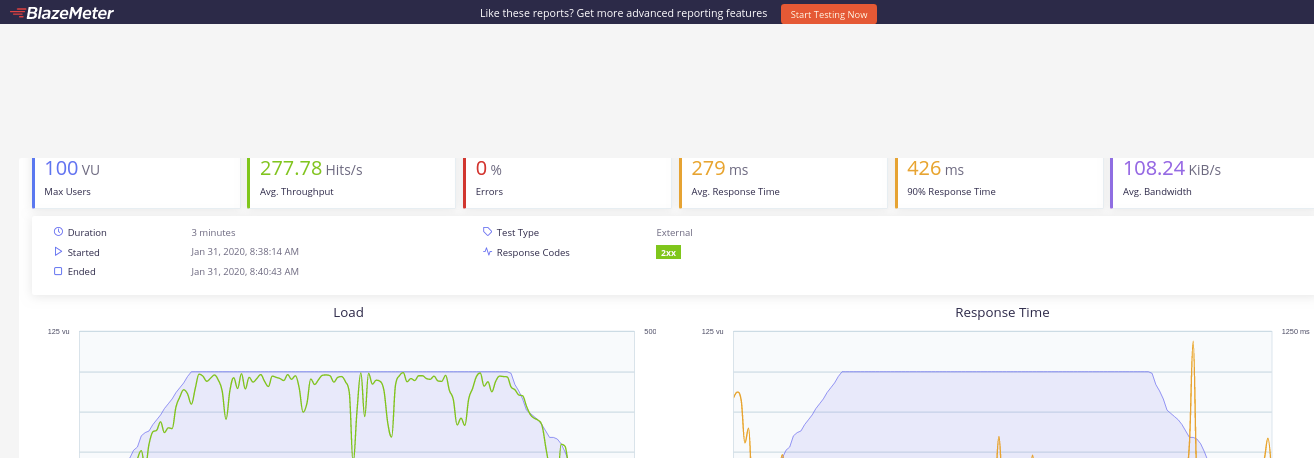 BlazeMeter
Like these reports? Get more advanced reporting features
Start Testing Now
100 VU
Max Users
277.78 Hits/s
Avg. Throughput
0 %
Errors
279 ms
Avg. Response Time
426 ms
90% Response Time
108.24 KiB/s
Avg. Bandwidth
Duration 3 minutes
Started Jan 31, 2020, 8:38:14 AM
Ended Jan 31, 2020, 8:40:43 AM
Test Type External
Response Codes 2xx
Load
125 vu
500
Response Time
125 vu
1250 ms